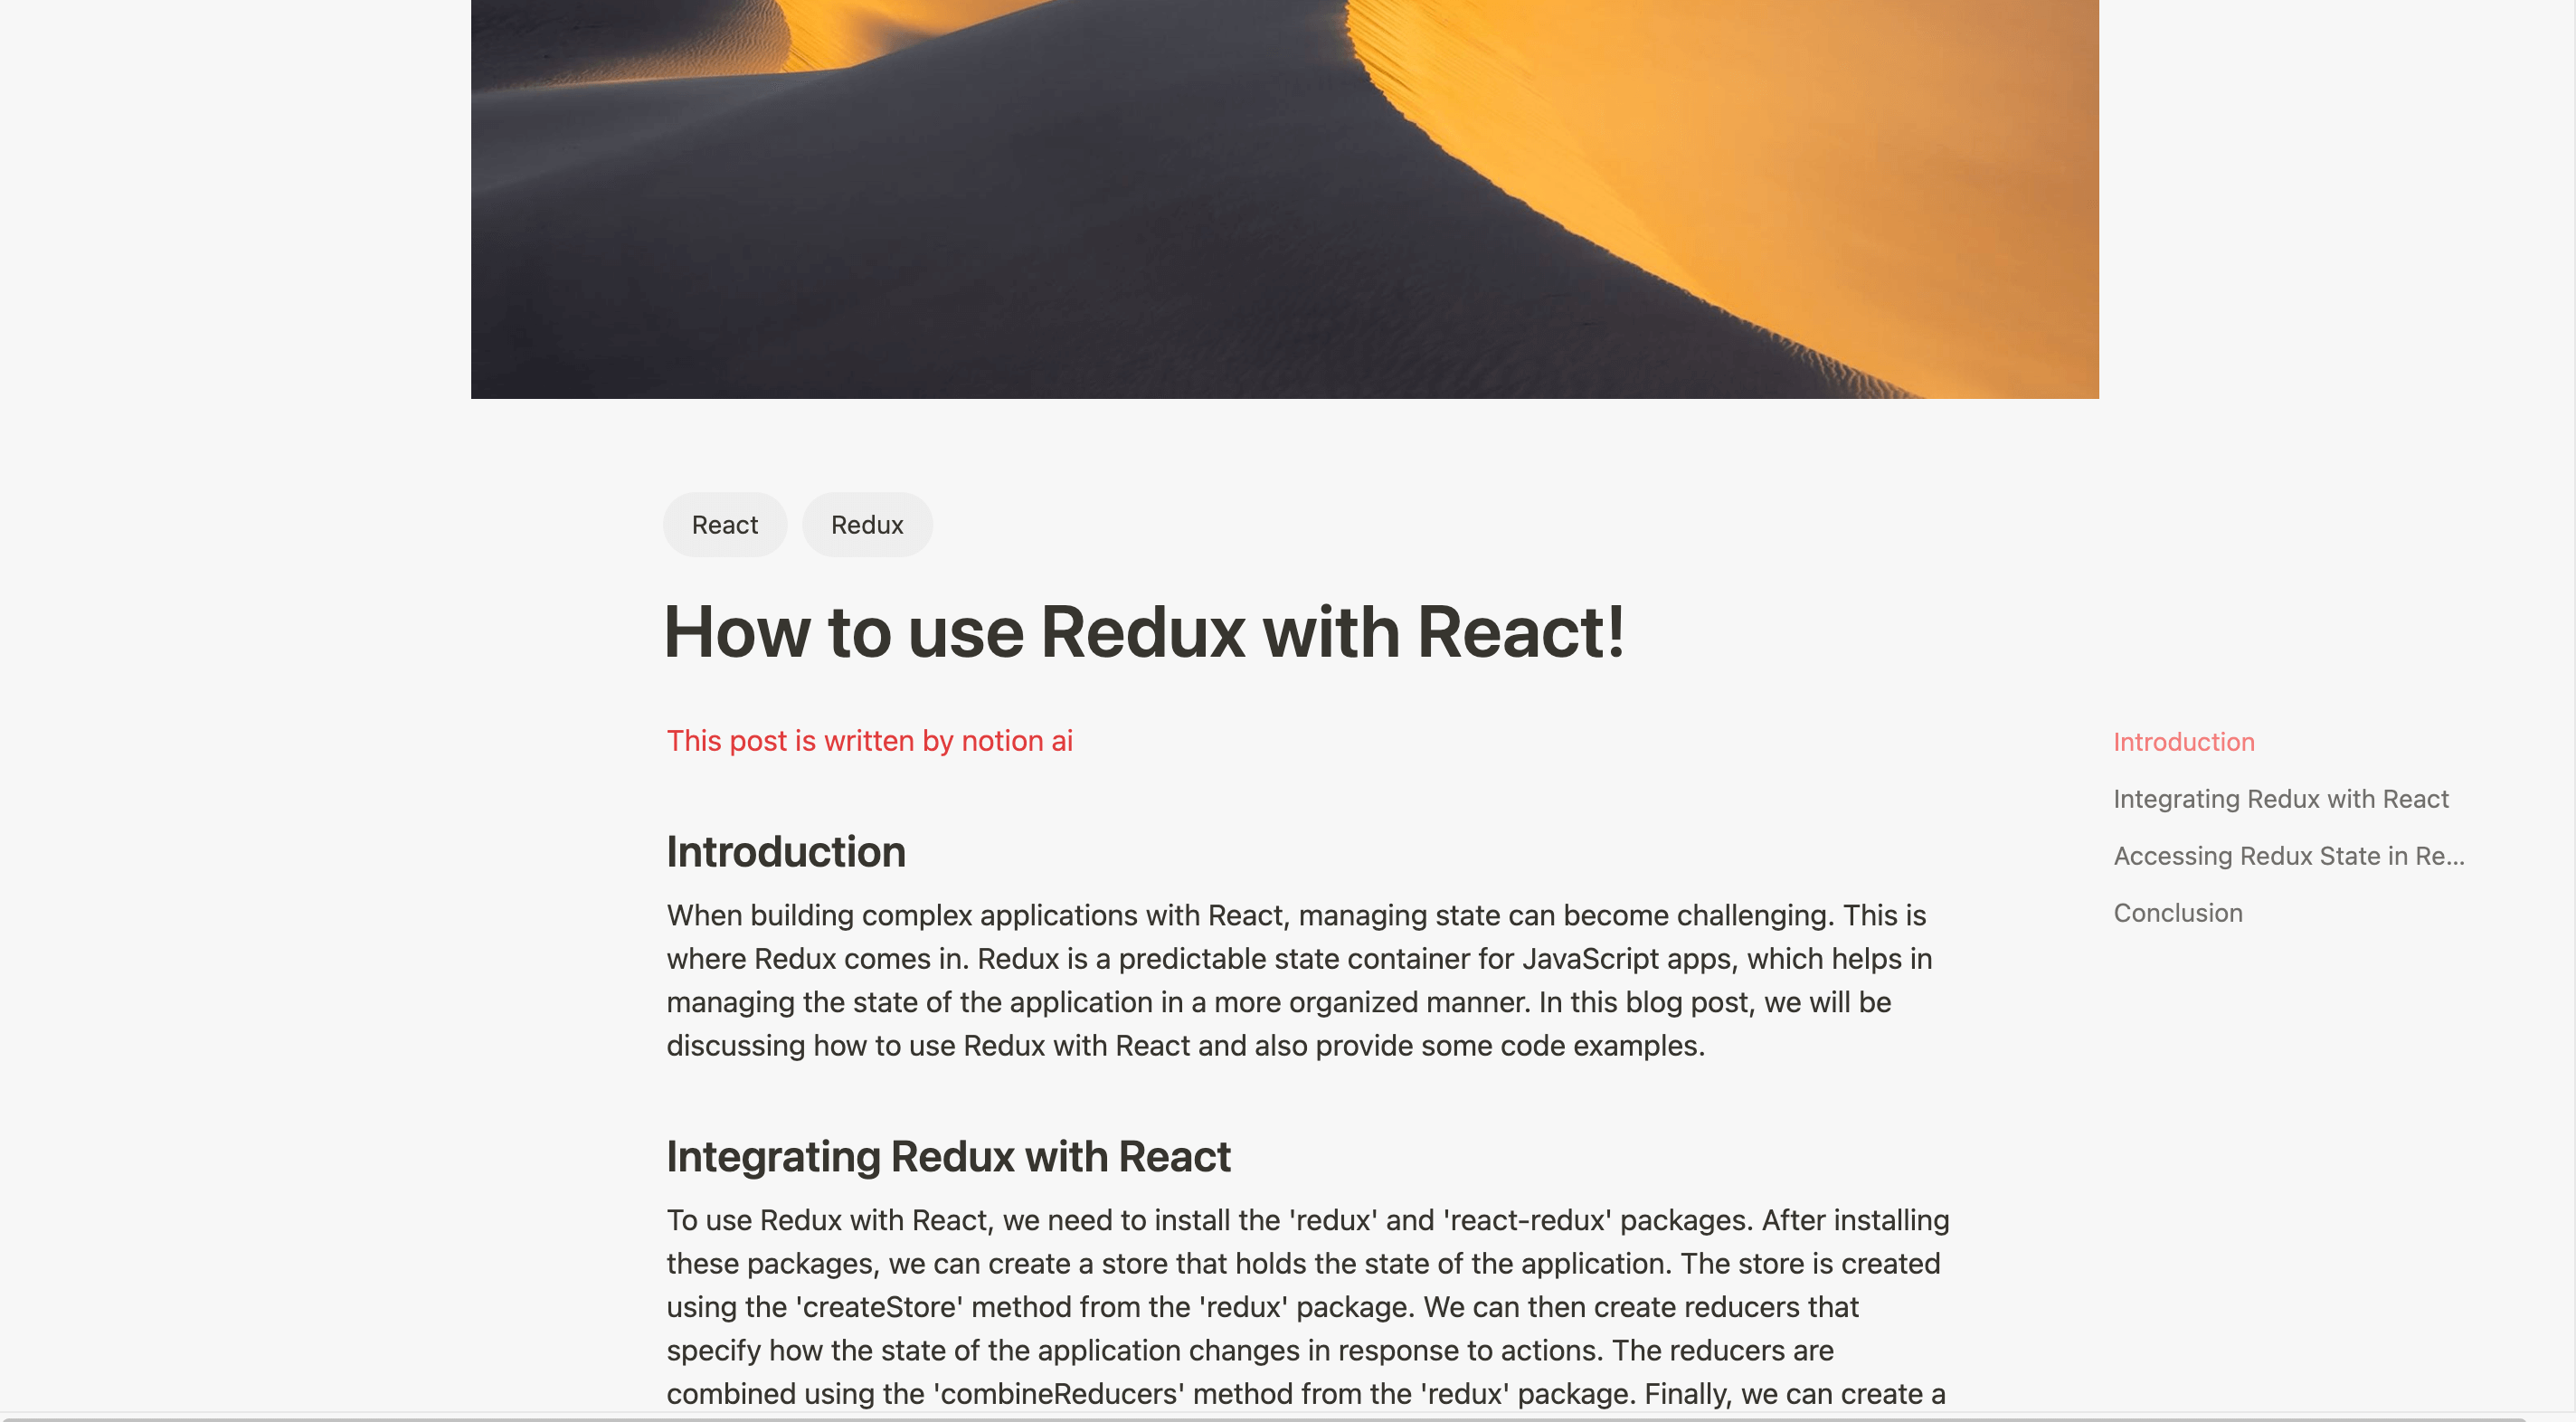 React
Redux
How to use Redux with React!
This post is written by notion ai
Introduction
When building complex applications with React, managing state can become challenging. This is
where Redux comes in. Redux is a predictable state container for JavaScript apps, which helps in
managing the state of the application in a more organized manner. In this blog post, we will be
discussing how to use Redux with React and also provide some code examples.
Integrating Redux with React
To use Redux with React, we need to install the 'redux' and 'react-redux' packages. After installing
these packages, we can create a store that holds the state of the application. The store is created
using the 'createStore' method from the 'redux' package. We can then create reducers that
specify how the state of the application changes in response to actions. The reducers are
combined using the 'combineReducers' method from the 'redux' package. Finally, we can create a
Introduction
Integrating Redux with React
Accessing Redux State in Re...
Conclusion